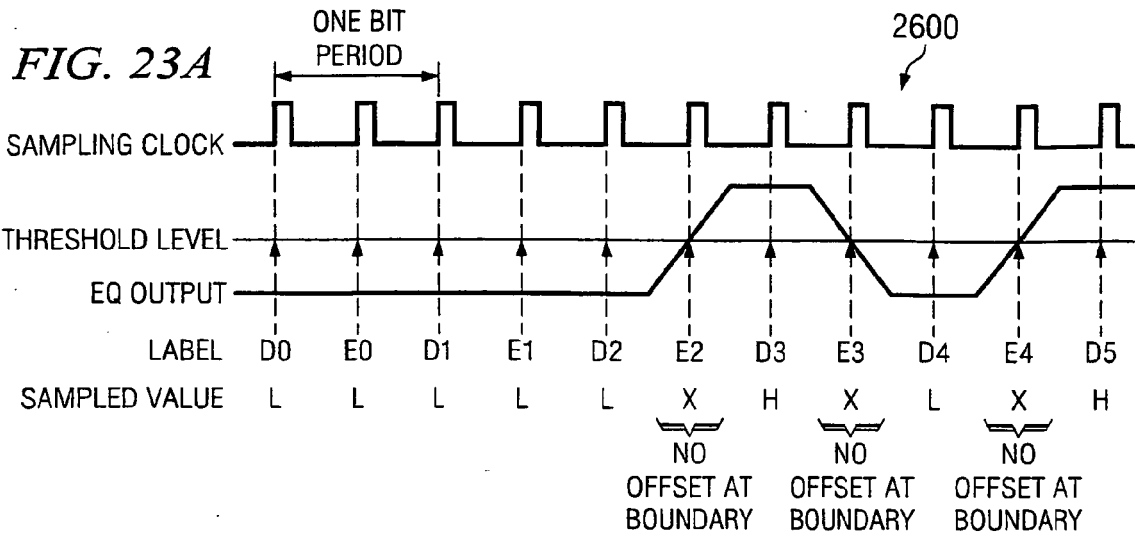 FIG. 23A
ONE BIT
PERIOD
2600
SAMPLING CLOCK
THRESHOLD LEVEL
EQ OUTPUT
LABEL D0 E0 D1 E1 D2 E2 D3 E3 D4 E4 D5
SAMPLED VALUE L L L L L X H X L X H
NO NO NO
OFFSET AT OFFSET AT OFFSET AT
BOUNDARY BOUNDARY BOUNDARY